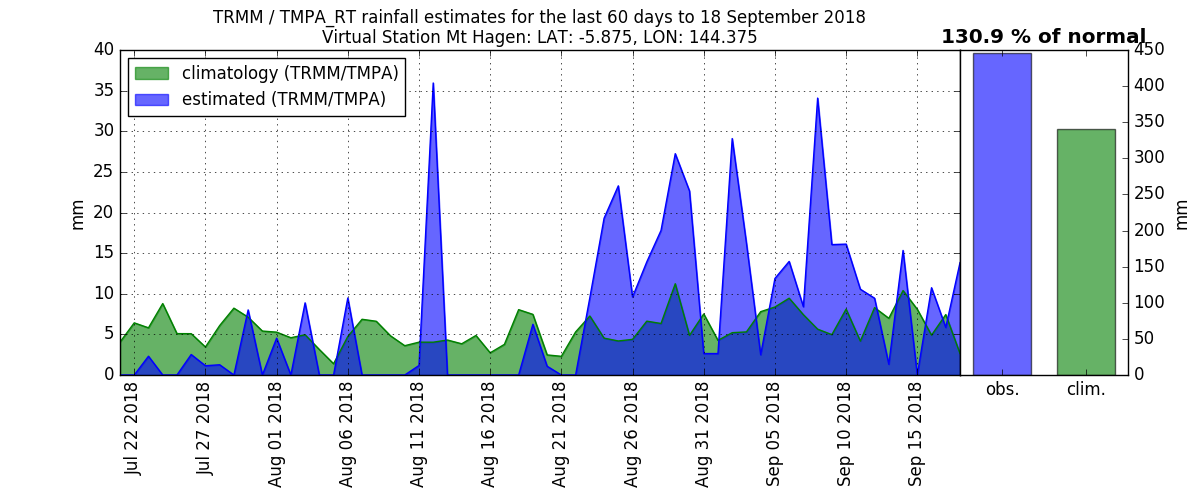 TRMM / TMPA_RT rainfall estimates for the last 60 days to 18 September 2018
Virtual Station Mt Hagen: LAT: -5.875, LON: 144.375
130.9 % of normal
climatology (TRMM/TMPA)
estimated (TRMM/TMPA)
40
35
30
25
20
15
10
5
0
mm
Jul 22 2018
Jul 27 2018
Aug 01 2018
Aug 06 2018
Aug 11 2018
Aug 16 2018
Aug 21 2018
Aug 26 2018
Aug 31 2018
Sep 05 2018
Sep 10 2018
Sep 15 2018
450
400
350
300
250
200
150
100
50
0
mm
obs.
clim.